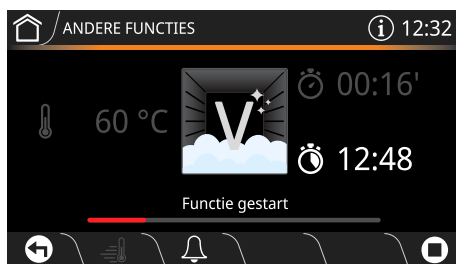 ANDERE FUNCTIES
i 12:32
00:16'
60 °C
V
12:48
Functie gestart